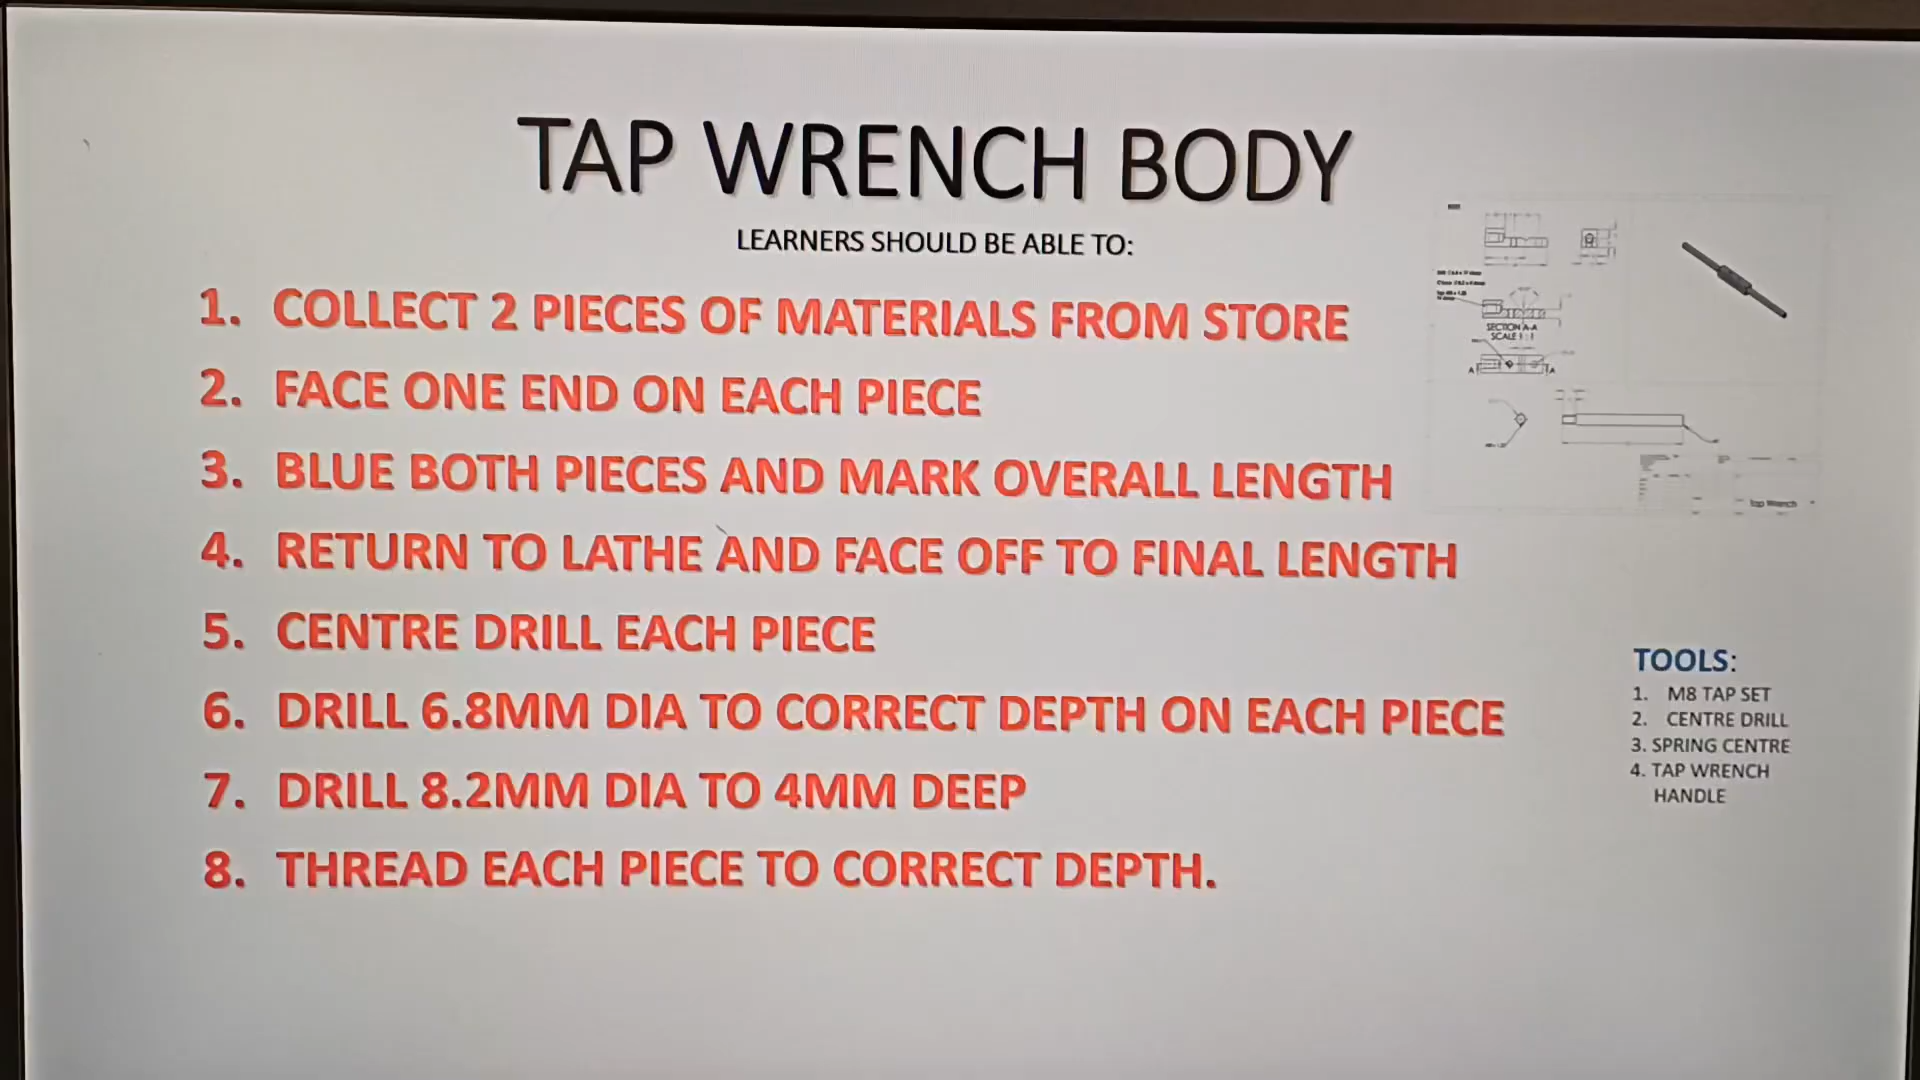 TAP WRENCH BODY
LEARNERS SHOULD BE ABLE TO:
1. COLLECT 2 PIECES OF MATERIALS FROM STORE
2. FACE ONE END ON EACH PIECE
3. BLUE BOTH PIECES AND MARK OVERALL LENGTH
4. RETURN TO LATHE AND FACE OFF TO FINAL LENGTH
5. CENTRE DRILL EACH PIECE
6. DRILL 6.8MM DIA TO CORRECT DEPTH ON EACH PIECE
7. DRILL 8.2MM DIA TO 4MM DEEP
8. THREAD EACH PIECE TO CORRECT DEPTH.
SECTION A-A
SCALE 1 : 1
A
A
Tap Wrench
TOOLS:
1. M8 TAP SET
2. CENTRE DRILL
3. SPRING CENTRE
4. TAP WRENCH
HANDLE